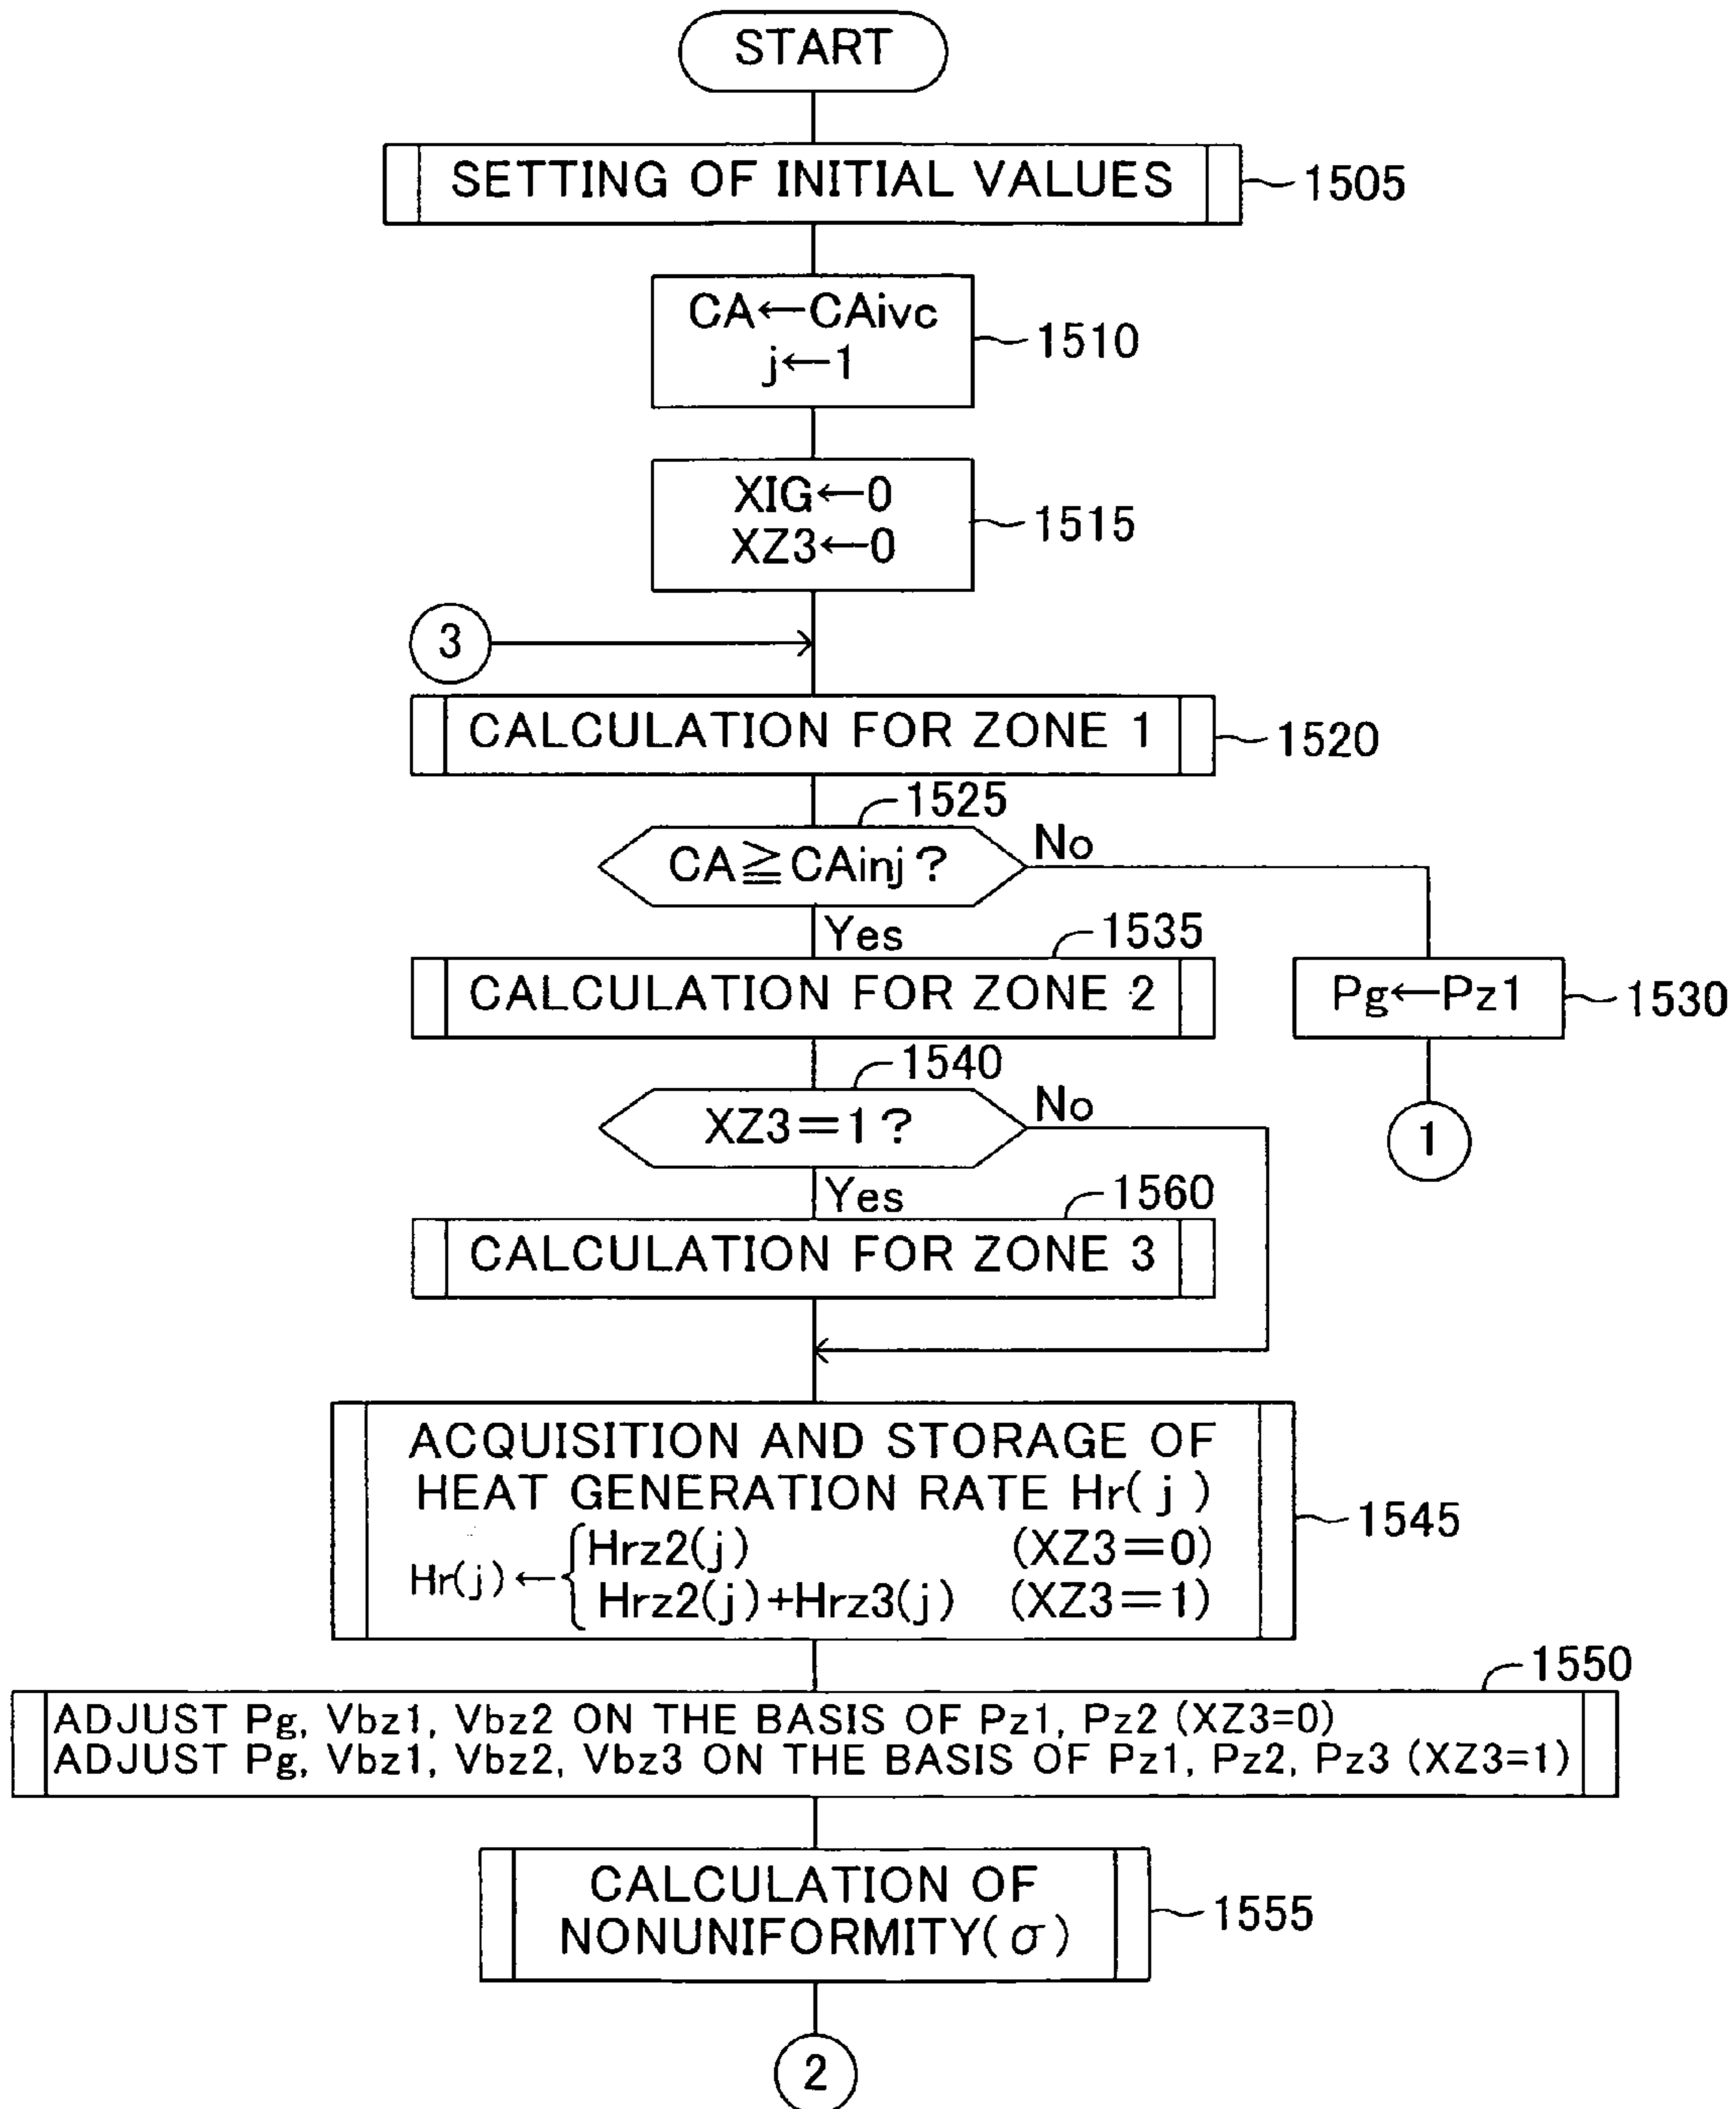 START
SETTING OF INITIAL VALUES
1505
CA←CAivc
j←1
1510
XIG←0
XZ3←0
1515
3
CALCULATION FOR ZONE 1
1520
1525
CA≧CAinj?
No
Yes
1535
CALCULATION FOR ZONE 2
Pg←Pz1
1530
1540
XZ3=1?
No
1
Yes
1560
CALCULATION FOR ZONE 3
ACQUISITION AND STORAGE OF
HEAT GENERATION RATE Hr(j)
Hr(j)←{Hrz2(j) (XZ3=0)
Hrz2(j)+Hrz3(j) (XZ3=1)
1545
1550
ADJUST Pg, Vbz1, Vbz2 ON THE BASIS OF Pz1, Pz2 (XZ3=0)
ADJUST Pg, Vbz1, Vbz2, Vbz3 ON THE BASIS OF Pz1, Pz2, Pz3 (XZ3=1)
CALCULATION OF
NONUNIFORMITY(σ)
1555
2